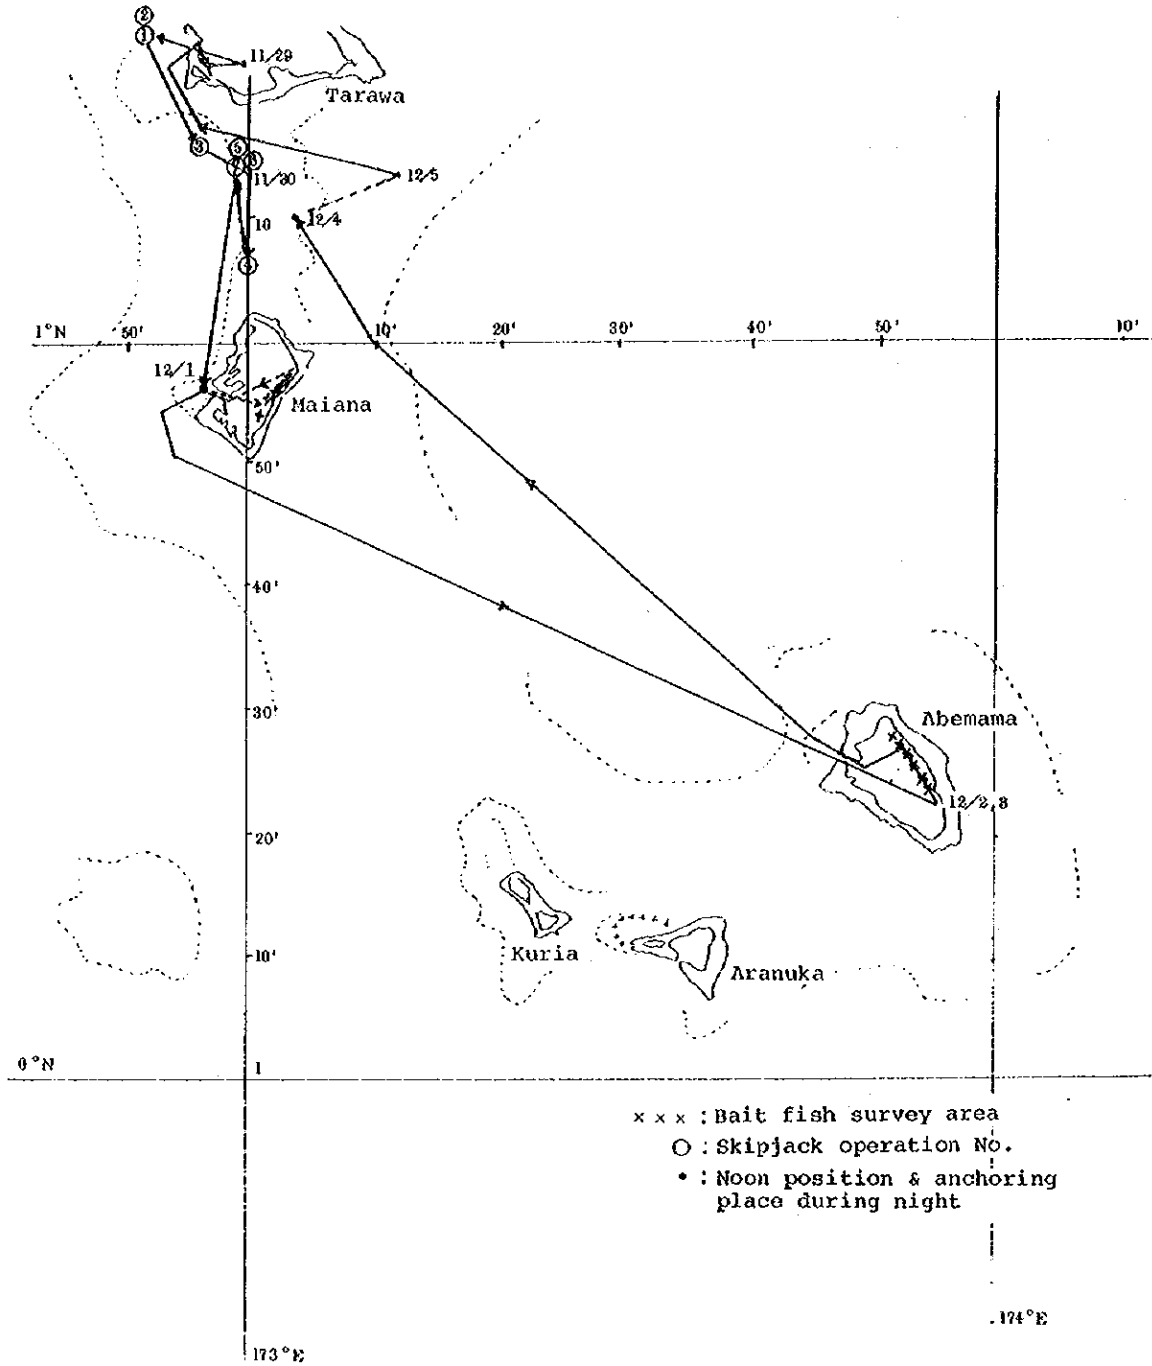 ②
①
11/29
Tarawa
③
⑤
11/30
12/5
10
12/4
1°N
50'
10'
20'
30'
40'
50'
10'
12/1
Maiana
50'
40'
30'
Abemama
12/2,3
20'
Kuria
10'
Aranuka
0°N
1
× × × : Bait fish survey area
○ : Skipjack operation No.
• : Noon position & anchoring
place during night
174°E
173°E